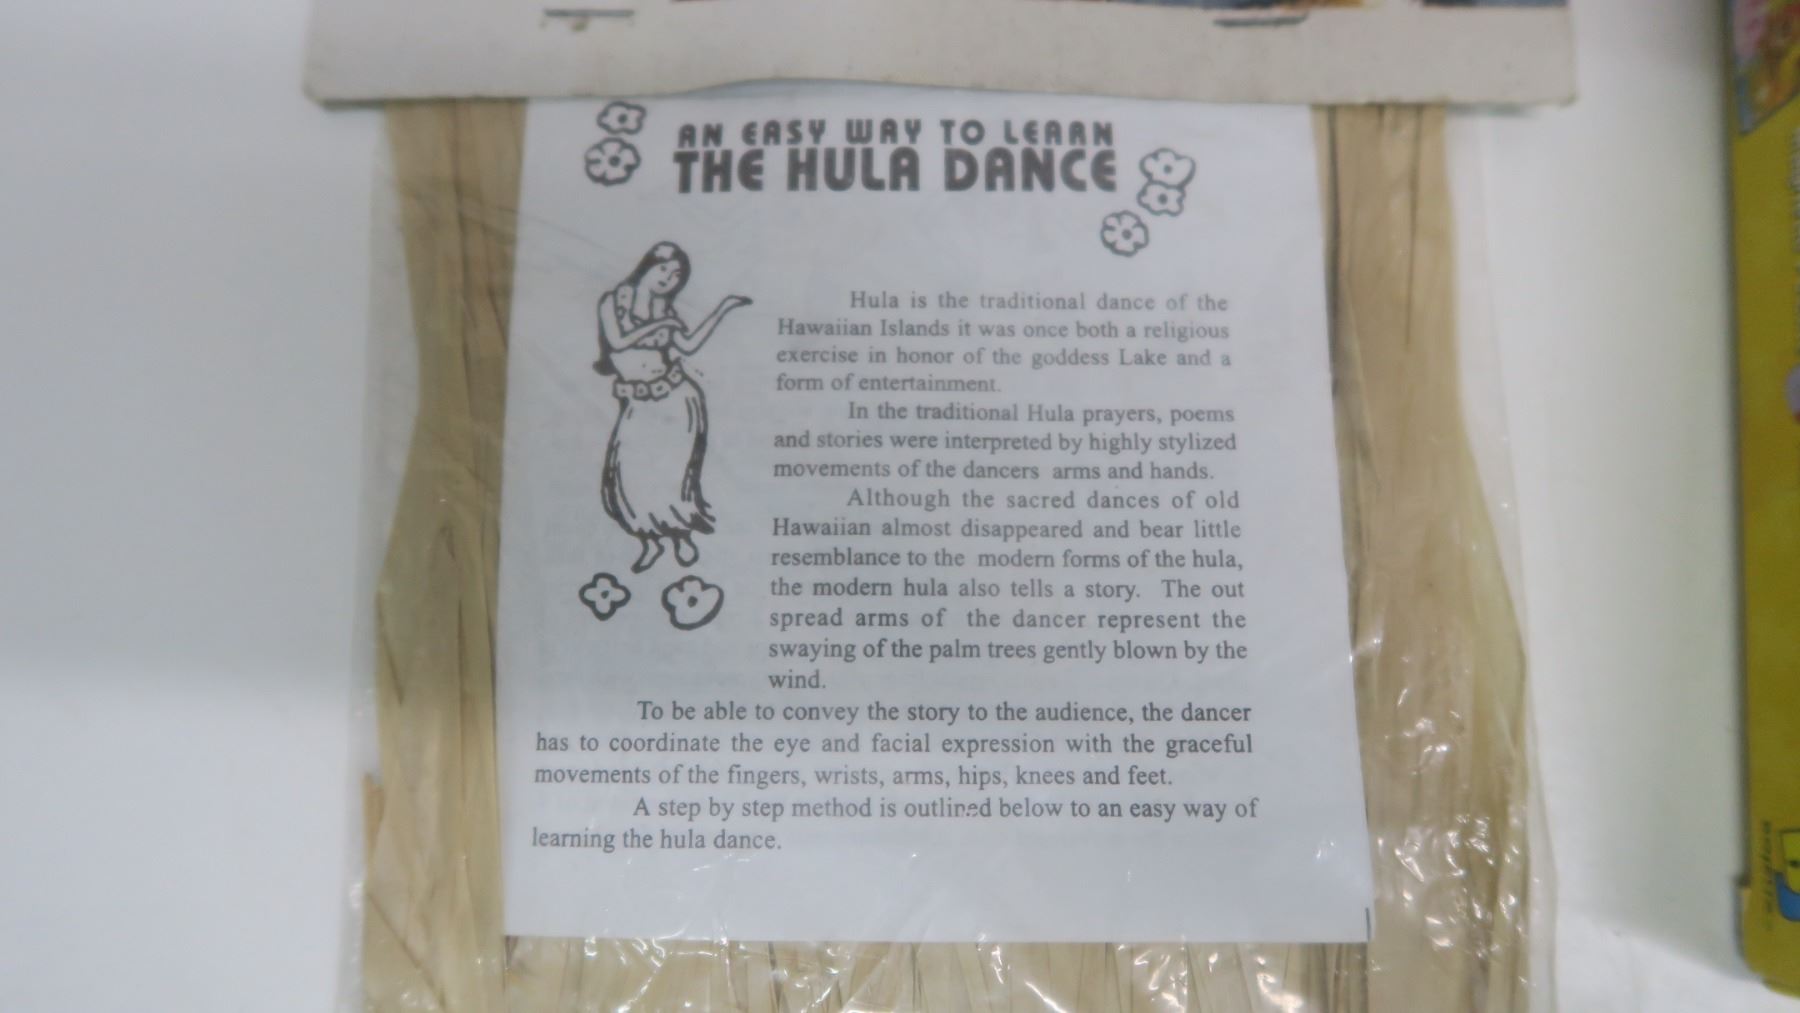 AN EASY WAY TO LEARN
THE HULA DANCE
Hula is the traditional dance of the
Hawaiian Islands it was once both a religious
exercise in honor of the goddess Lake and a
form of entertainment.
In the traditional Hula prayers, poems
and stories were interpreted by highly stylized
movements of the dancers arms and hands.
Although the sacred dances of old
Hawaiian almost disappeared and bear little
resemblance to the modern forms of the hula,
the modern hula also tells a story. The out
spread arms of the dancer represent the
swaying of the palm trees gently blown by the
wind.
To be able to convey the story to the audience, the dancer
has to coordinate the eye and facial expression with the graceful
movements of the fingers, wrists, arms, hips, knees and feet.
A step by step method is outlined below to an easy way of
learning the hula dance.